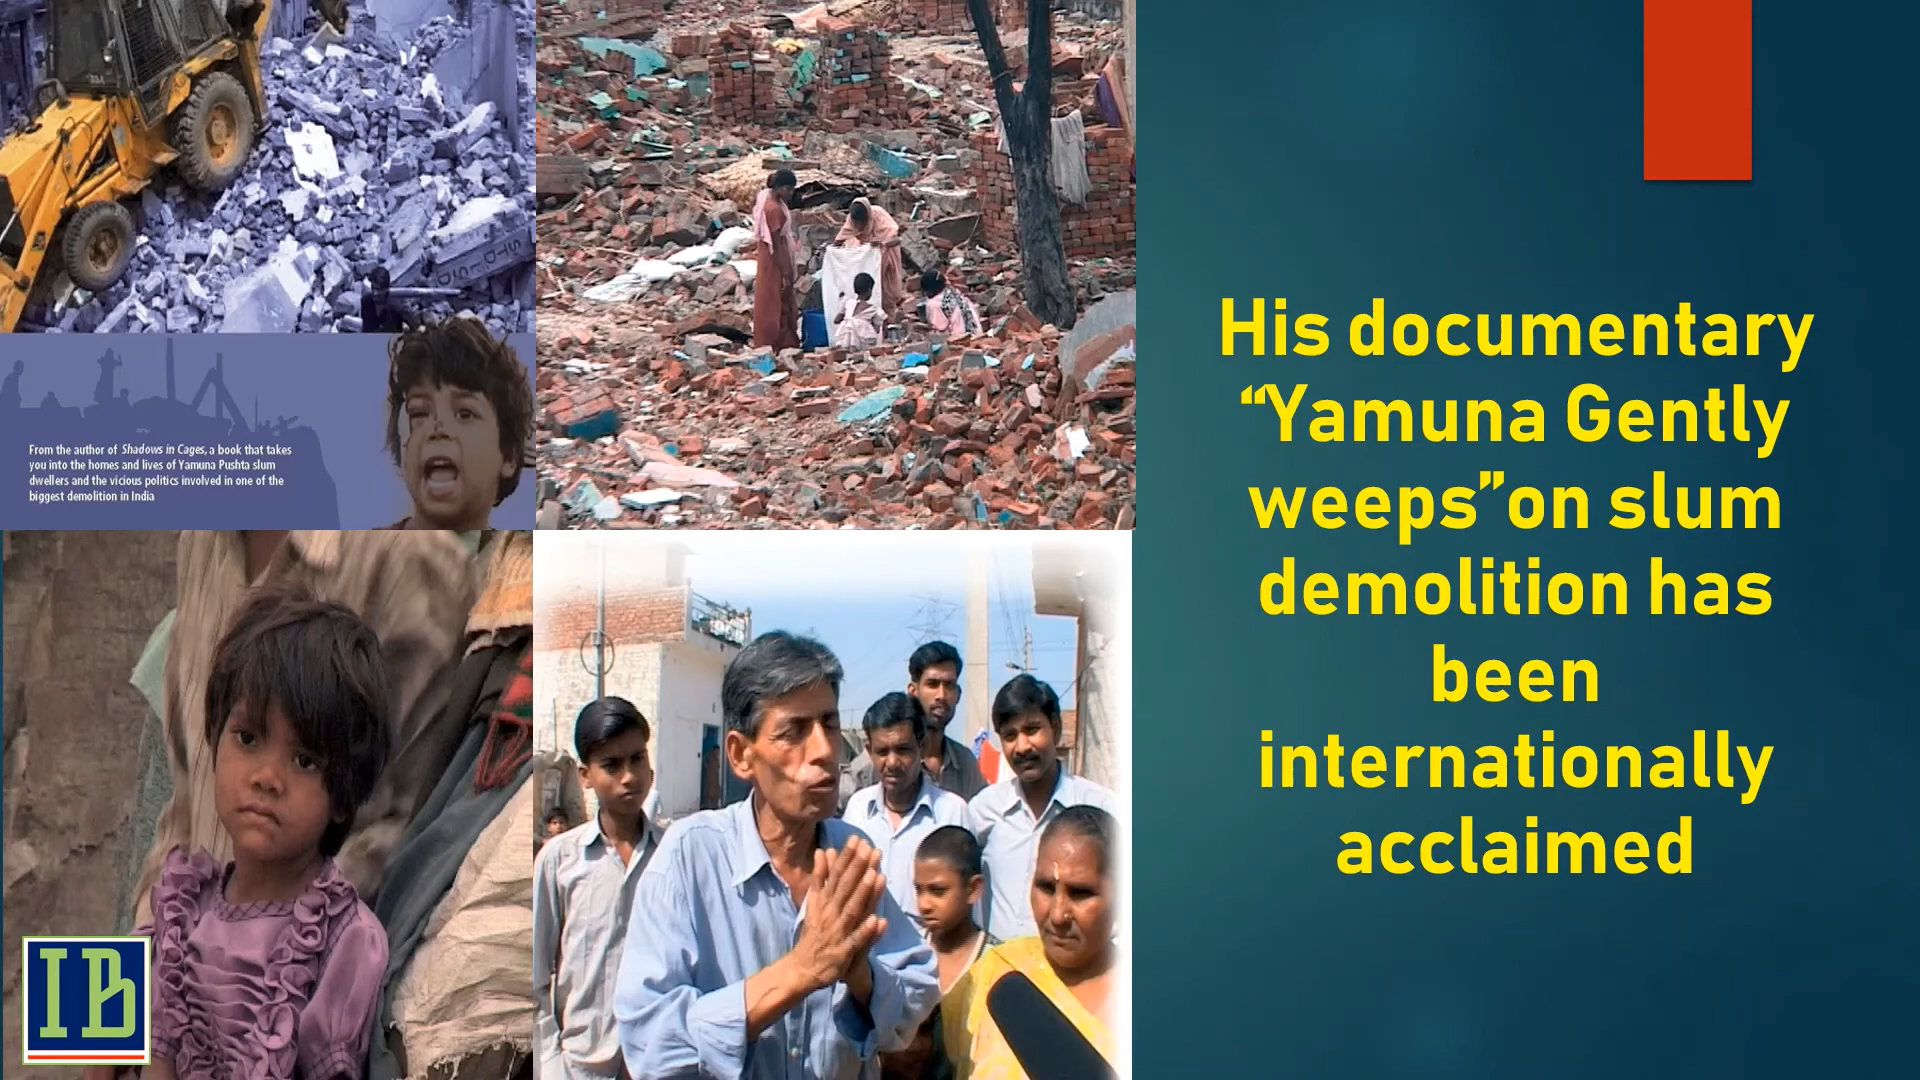 From the author of Shadows in Cages, a book that takes
you into the homes and lives of Yamuna Pushta slum
dwellers and the vicious politics involved in one of the
biggest demolition in India
His documentary
“Yamuna Gently
weeps”on slum
demolition has
been
internationally
acclaimed
IB